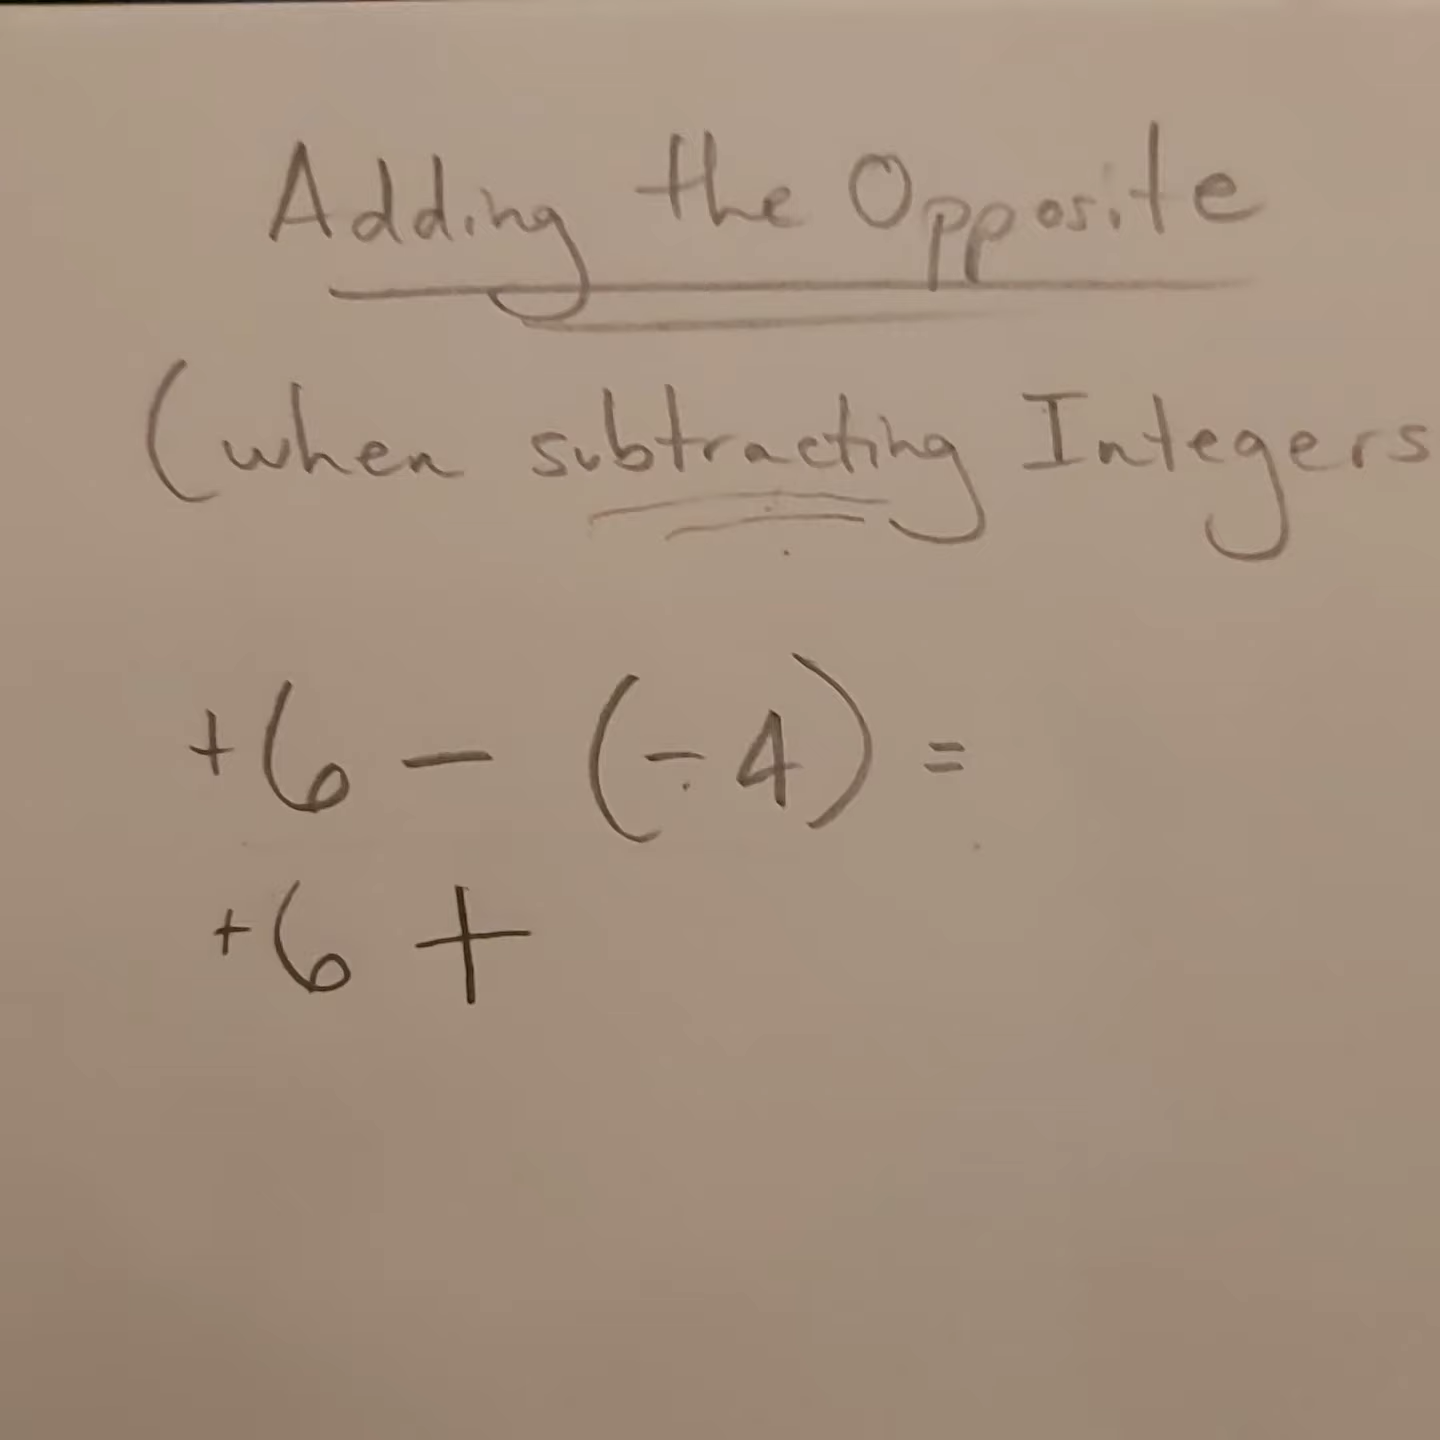 Adding the Opposite
(when subtracting Integers
+6 - (-4) =
+6 +